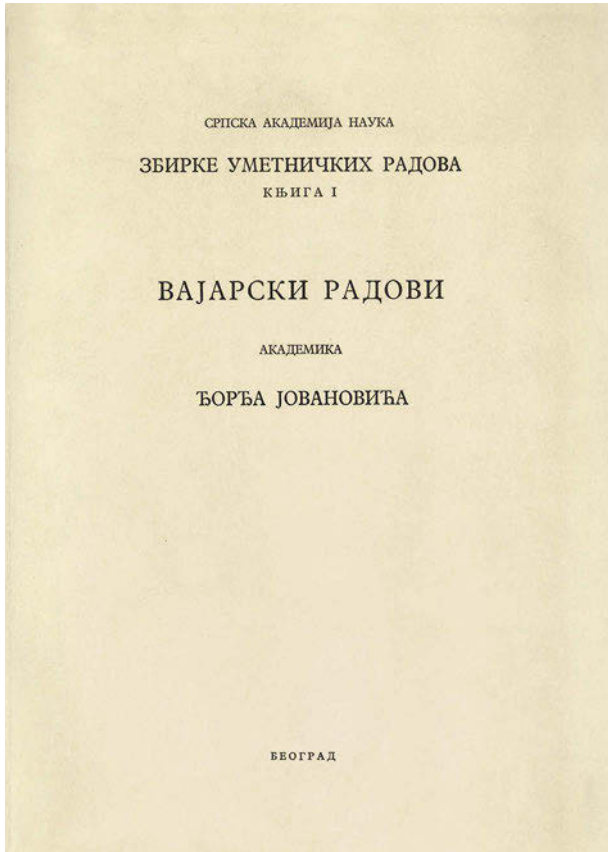 СРПСКА АКАДЕМИЈА НАУКА
ЗБИРКЕ УМЕТНИЧКИХ РАДОВА
КЊИГА I
ВАЈАРСКИ РАДОВИ
АКАДЕМИКА
ЂОРЂА ЈОВАНОВИЋА
БЕОГРАД